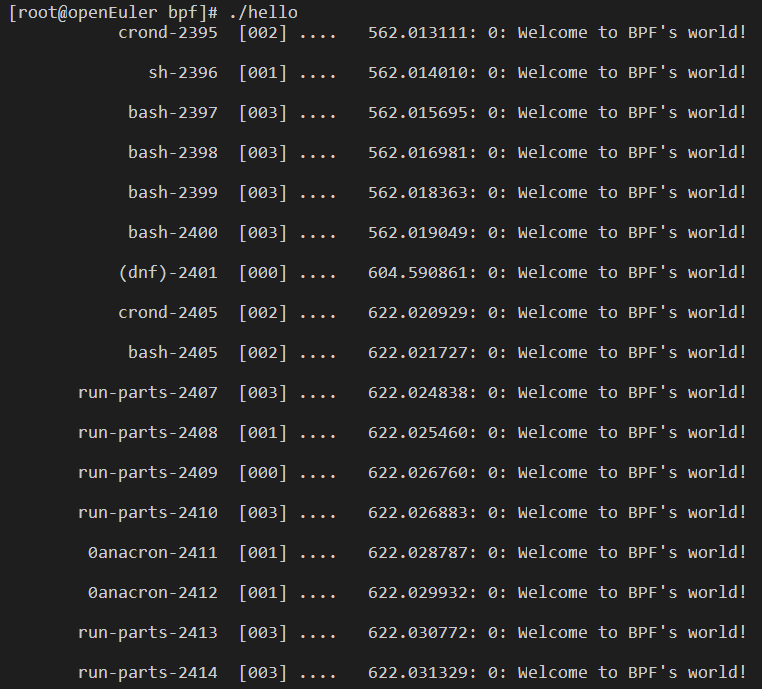 [root@openEuler bpf]# ./hello
crond-2395 [002] .... 562.013111: 0: Welcome to BPF's world!
sh-2396 [001] .... 562.014010: 0: Welcome to BPF's world!
bash-2397 [003] .... 562.015695: 0: Welcome to BPF's world!
bash-2398 [003] .... 562.016981: 0: Welcome to BPF's world!
bash-2399 [003] .... 562.018363: 0: Welcome to BPF's world!
bash-2400 [003] .... 562.019049: 0: Welcome to BPF's world!
(dnf)-2401 [000] .... 604.590861: 0: Welcome to BPF's world!
crond-2405 [002] .... 622.020929: 0: Welcome to BPF's world!
bash-2405 [002] .... 622.021727: 0: Welcome to BPF's world!
run-parts-2407 [003] .... 622.024838: 0: Welcome to BPF's world!
run-parts-2408 [001] .... 622.025460: 0: Welcome to BPF's world!
run-parts-2409 [000] .... 622.026760: 0: Welcome to BPF's world!
run-parts-2410 [003] .... 622.026883: 0: Welcome to BPF's world!
0anacron-2411 [001] .... 622.028787: 0: Welcome to BPF's world!
0anacron-2412 [001] .... 622.029932: 0: Welcome to BPF's world!
run-parts-2413 [003] .... 622.030772: 0: Welcome to BPF's world!
run-parts-2414 [003] .... 622.031329: 0: Welcome to BPF's world!